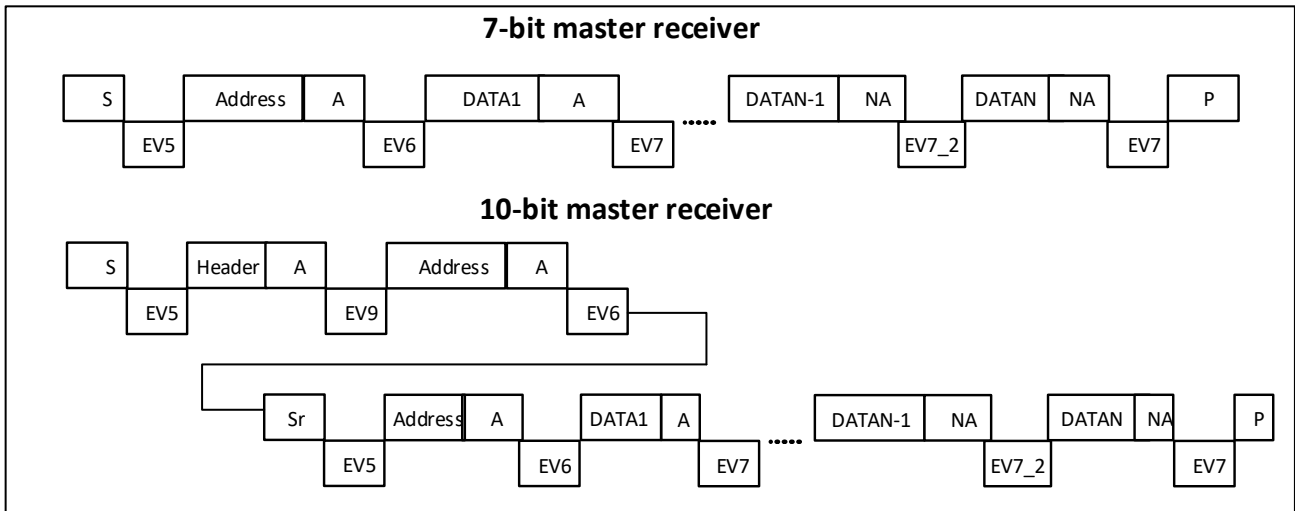 7-bit master receiver
S Address A DATA1 A ..... DATAN-1 NA DATAN NA P
EV5 EV6 EV7 EV7_2 EV7
10-bit master receiver
S Header A Address A
EV5 EV9 EV6
Sr Address A DATA1 A ..... DATAN-1 NA DATAN NA P
EV5 EV6 EV7 EV7_2 EV7